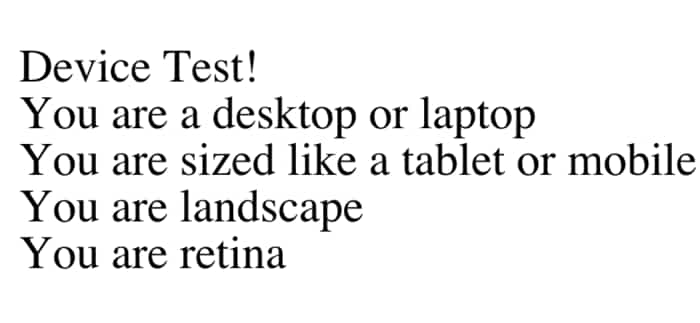 Device Test!
You are a desktop or laptop
You are sized like a tablet or mobile
You are landscape
You are retina